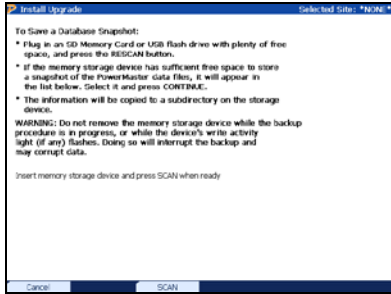 Install Upgrade Selected Site: *NONE*
To Save a Database Snapshot:
* Plug in an SD Memory Card or USB flash drive with plenty of free
space, and press the RESCAN button.
* If the memory storage device has sufficient free space to store
a snapshot of the PowerMaster data files, it will appear in
the list below. Select it and press CONTINUE.
* The information will be copied to a subdirectory on the storage
device.
WARNING: Do not remove the memory storage device while the backup
procedure is in progress, or while the device's write activity
light (if any) flashes. Doing so will interrupt the backup and
may corrupt data.
Insert memory storage device and press SCAN when ready
Cancel SCAN